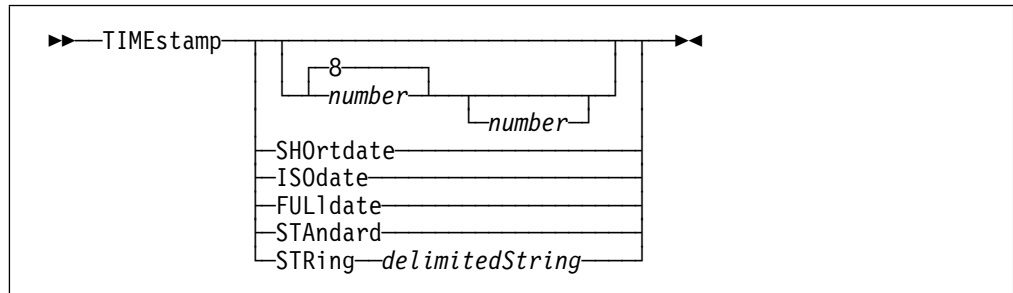 TIMEstamp
8
number
number
SHOrtdate
ISOdate
FULldate
STAndard
STRing delimitedString